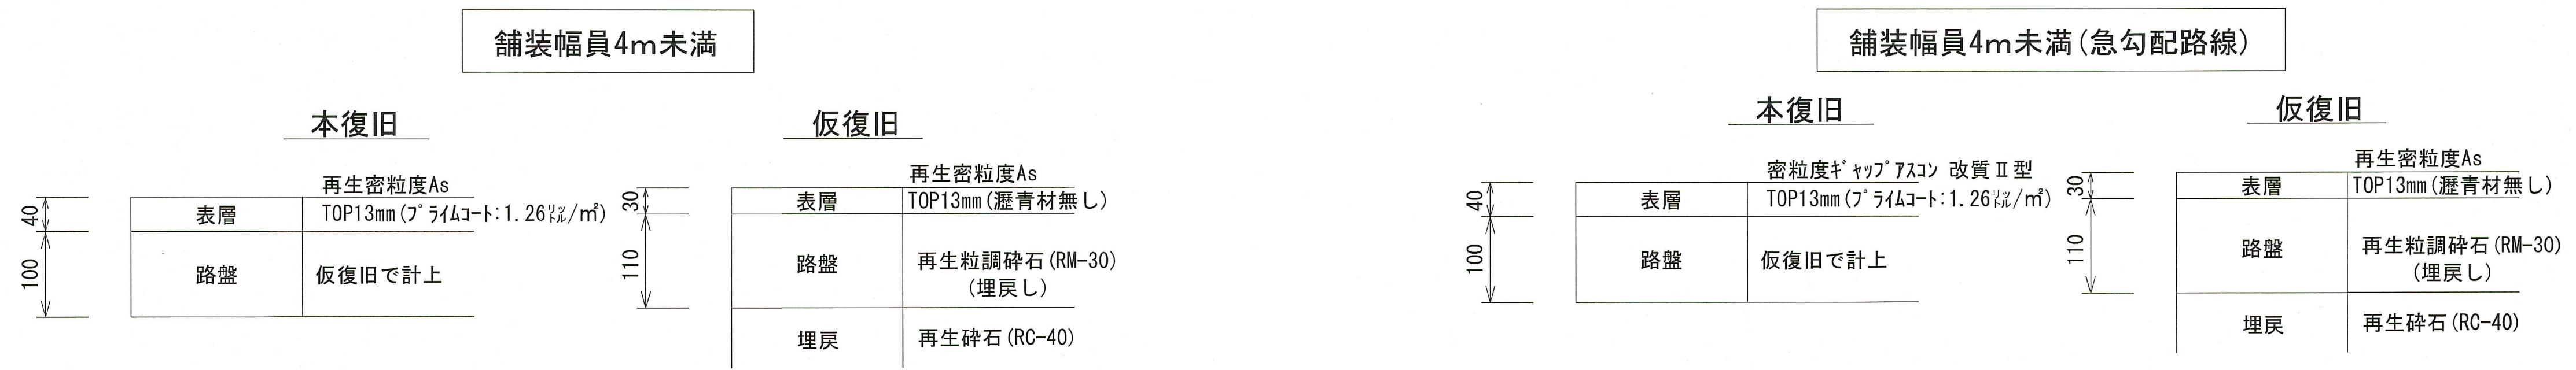 舗装幅員4m未満
本復旧
再生密粒度As
40
表層
TOP13mm(ﾌﾟﾗｲﾑｺｰﾄ:1.26㍑/㎡)
100
路盤
仮復旧で計上
仮復旧
再生密粒度As
30
表層
TOP13mm(瀝青材無し)
110
路盤
再生粒調砕石(RM-30)
(埋戻し)
埋戻
再生砕石(RC-40)
舗装幅員4m未満(急勾配路線)
本復旧
密粒度ｷﾞｬｯﾌﾟｱｽｺﾝ 改質Ⅱ型
40
表層
TOP13mm(ﾌﾟﾗｲﾑｺｰﾄ:1.26㍑/㎡)
100
路盤
仮復旧で計上
仮復旧
再生密粒度As
30
表層
TOP13mm(瀝青材無し)
110
路盤
再生粒調砕石(RM-30)
(埋戻し)
埋戻
再生砕石(RC-40)